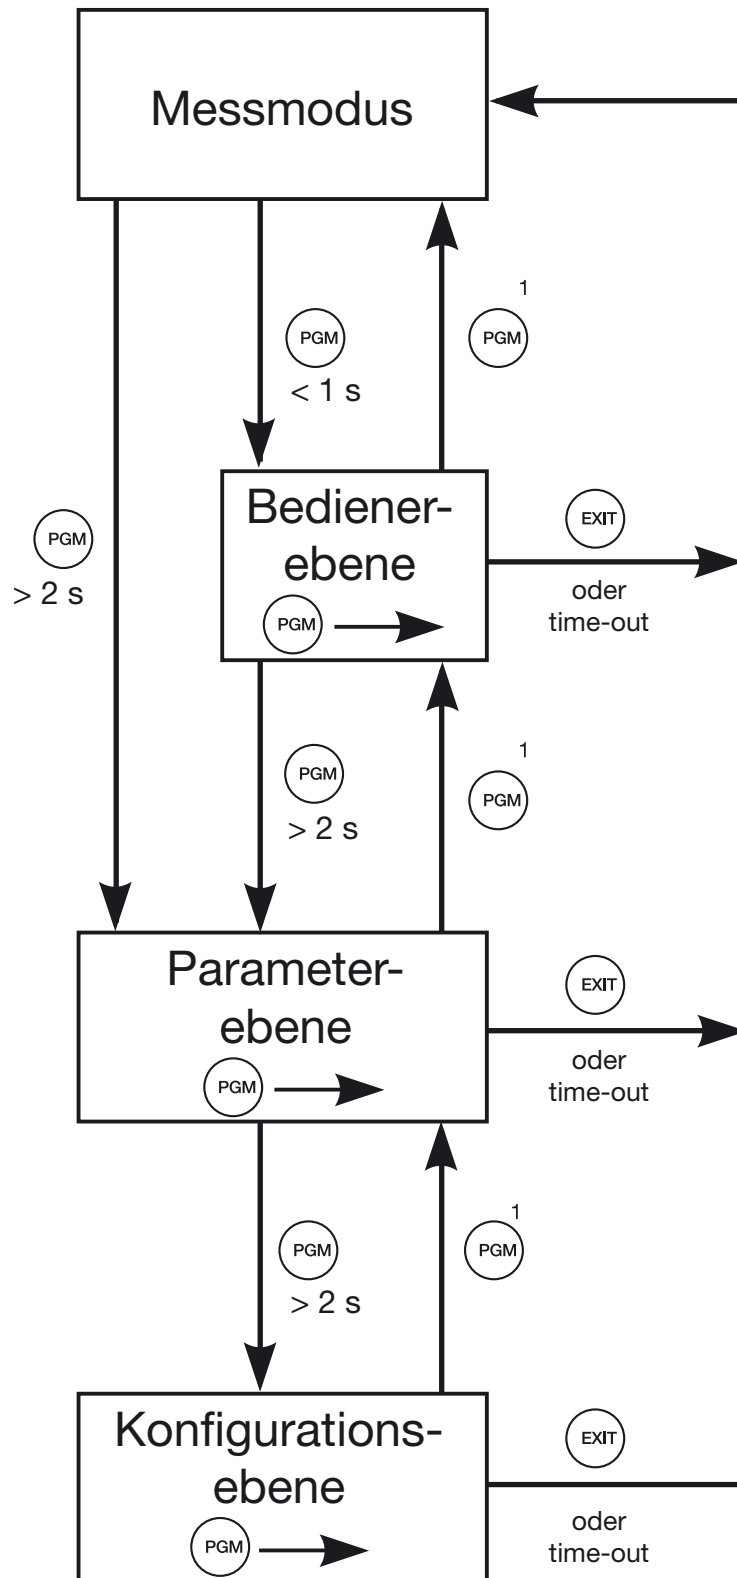 Messmodus
1
PGM
PGM
< 1 s
Bediener-
ebene
PGM
EXIT
oder
time-out
PGM
> 2 s
1
PGM
> 2 s
PGM
Parameter-
ebene
PGM
EXIT
oder
time-out
1
PGM
> 2 s
PGM
Konfigurations-
ebene
PGM
EXIT
oder
time-out